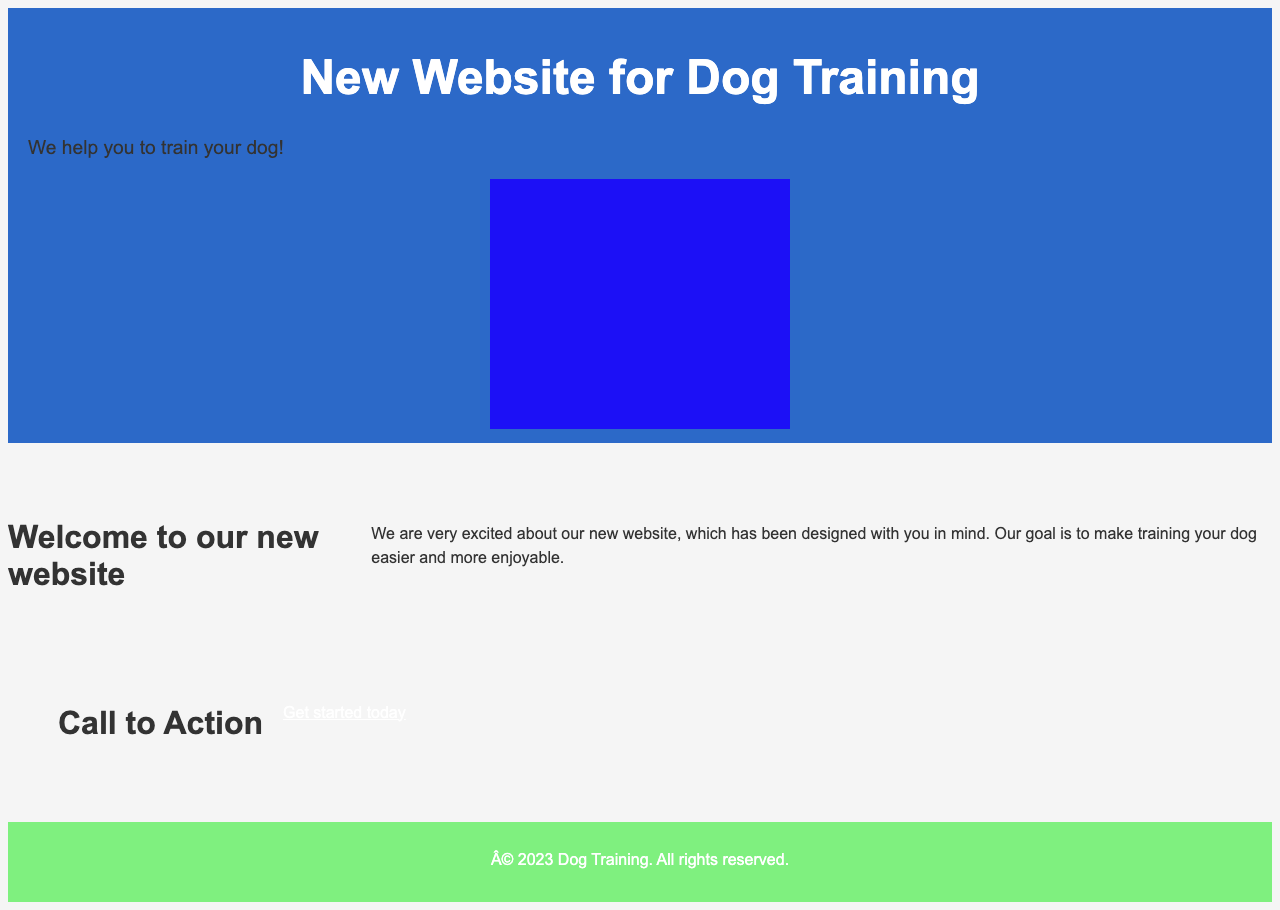 New Website for Dog Training
We help you to train your dog!
Welcome to our new
website
We are very excited about our new website, which has been designed with you in mind. Our goal is to make training your dog
easier and more enjoyable.
Call to Action
Get started today
Â© 2023 Dog Training. All rights reserved.